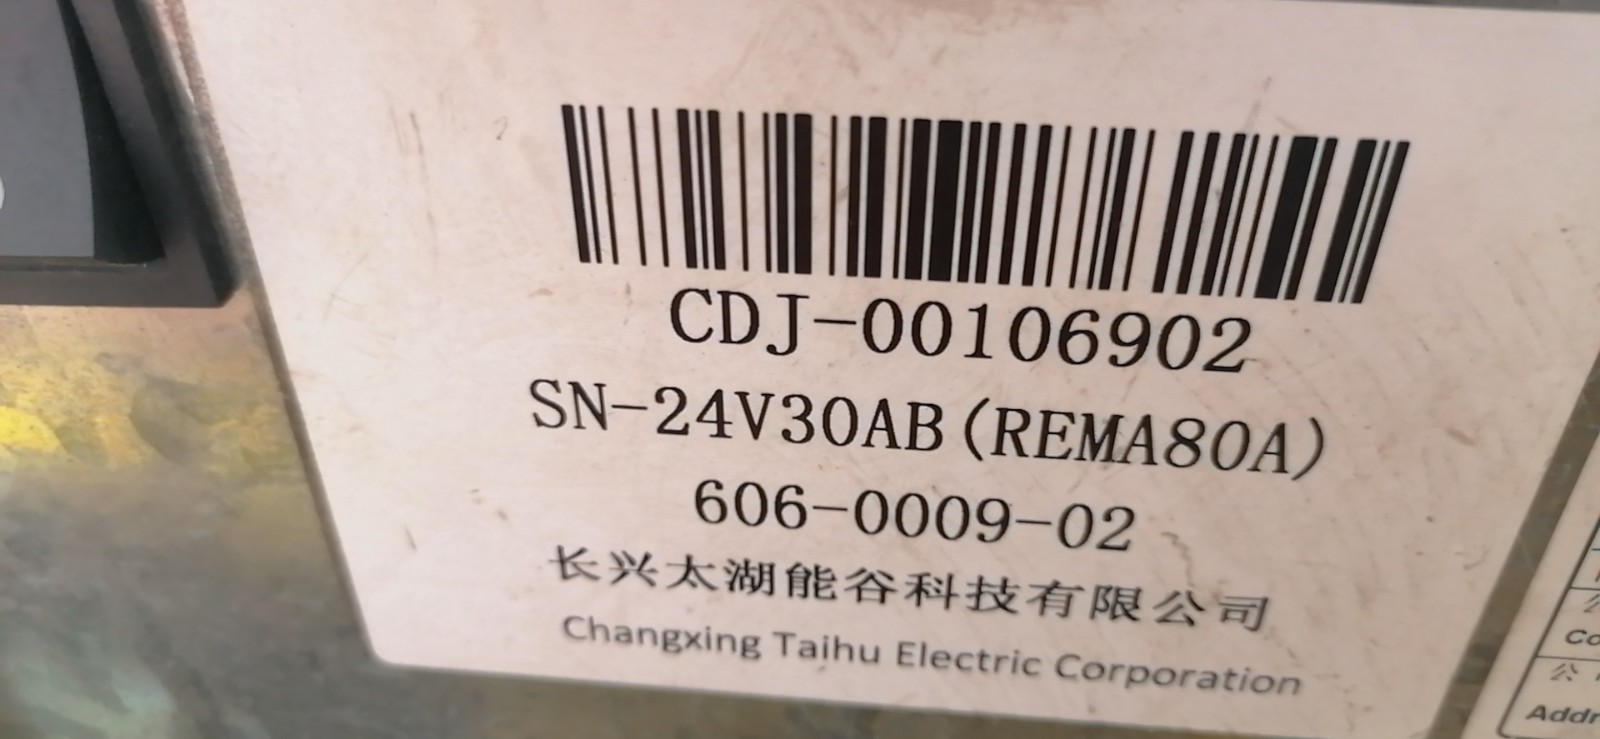 CDJ-00106902
SN-24V30AB(REMA80A)
606-0009-02
长兴太湖能谷科技有限公司
Changxing Taihu Electric Corporation